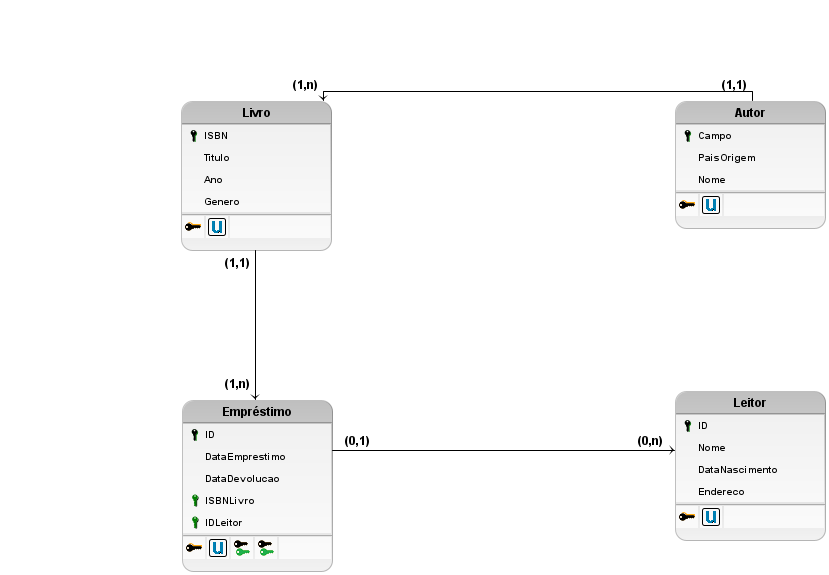 (1,n)
(1,1)
Livro
ISBN
Titulo
Ano
Genero
U
Autor
Campo
PaisOrigem
Nome
U
(1,1)
(1,n)
Empréstimo
ID
DataEmprestimo
DataDevolucao
ISBNLivro
IDLeitor
U
(0,1)
(0,n)
Leitor
ID
Nome
DataNascimento
Endereco
U